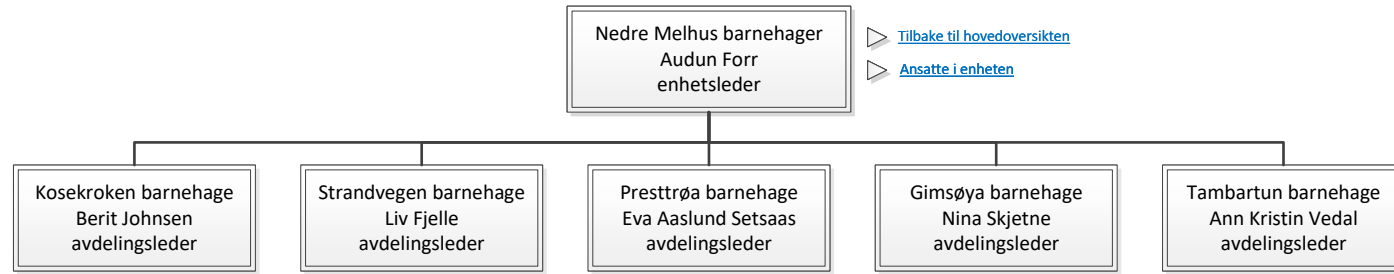 Nedre Melhus barnehager
Audun Forr
enhetsleder
Tilbake til hovedoversikten
Ansatte i enheten
Kosekroken barnehage
Berit Johnsen
avdelingsleder
Strandvegen barnehage
Liv Fjelle
avdelingsleder
Presttrøa barnehage
Eva Aaslund Setsaas
avdelingsleder
Gimsøya barnehage
Nina Skjetne
avdelingsleder
Tambartun barnehage
Ann Kristin Vedal
avdelingsleder